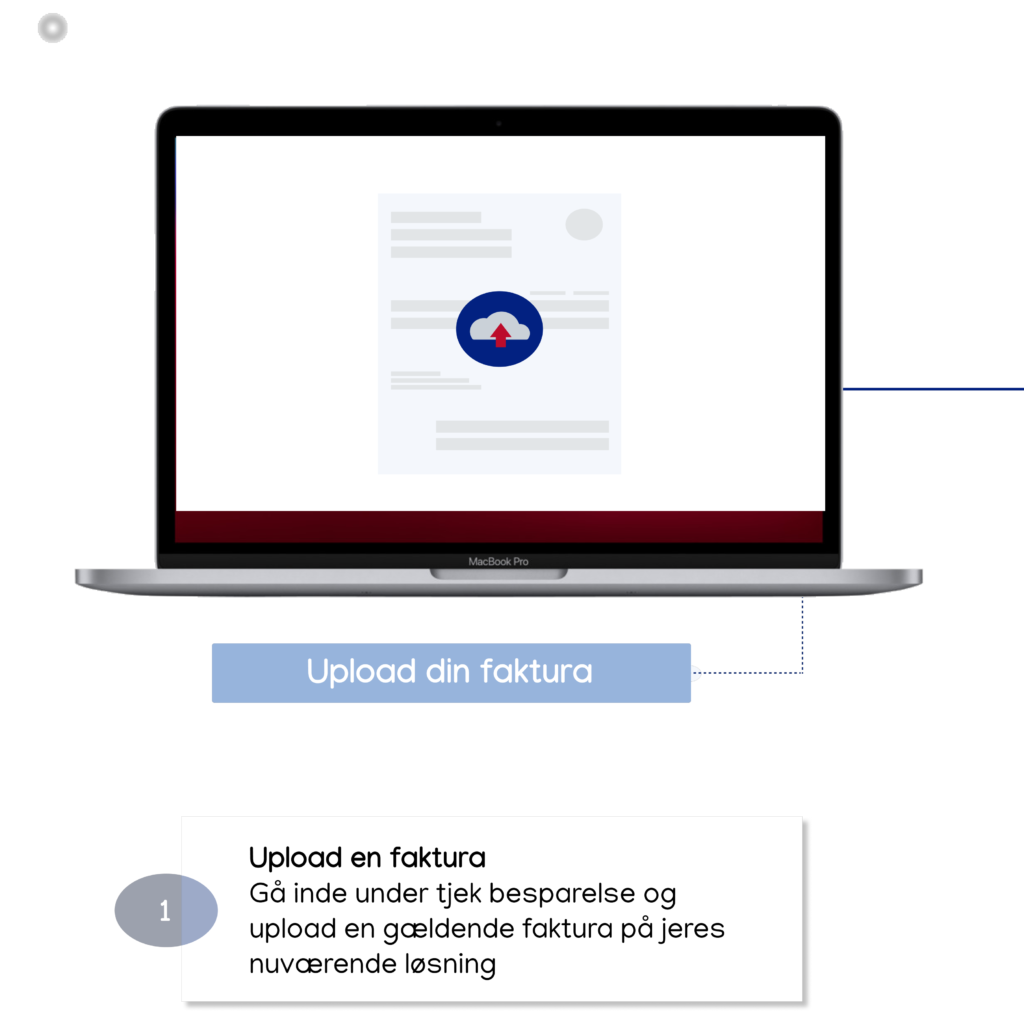 MacBook Pro
Upload din faktura
1
Upload en faktura
Gå inde under tjek besparelse og
upload en gældende faktura på jeres
nuværende løsning